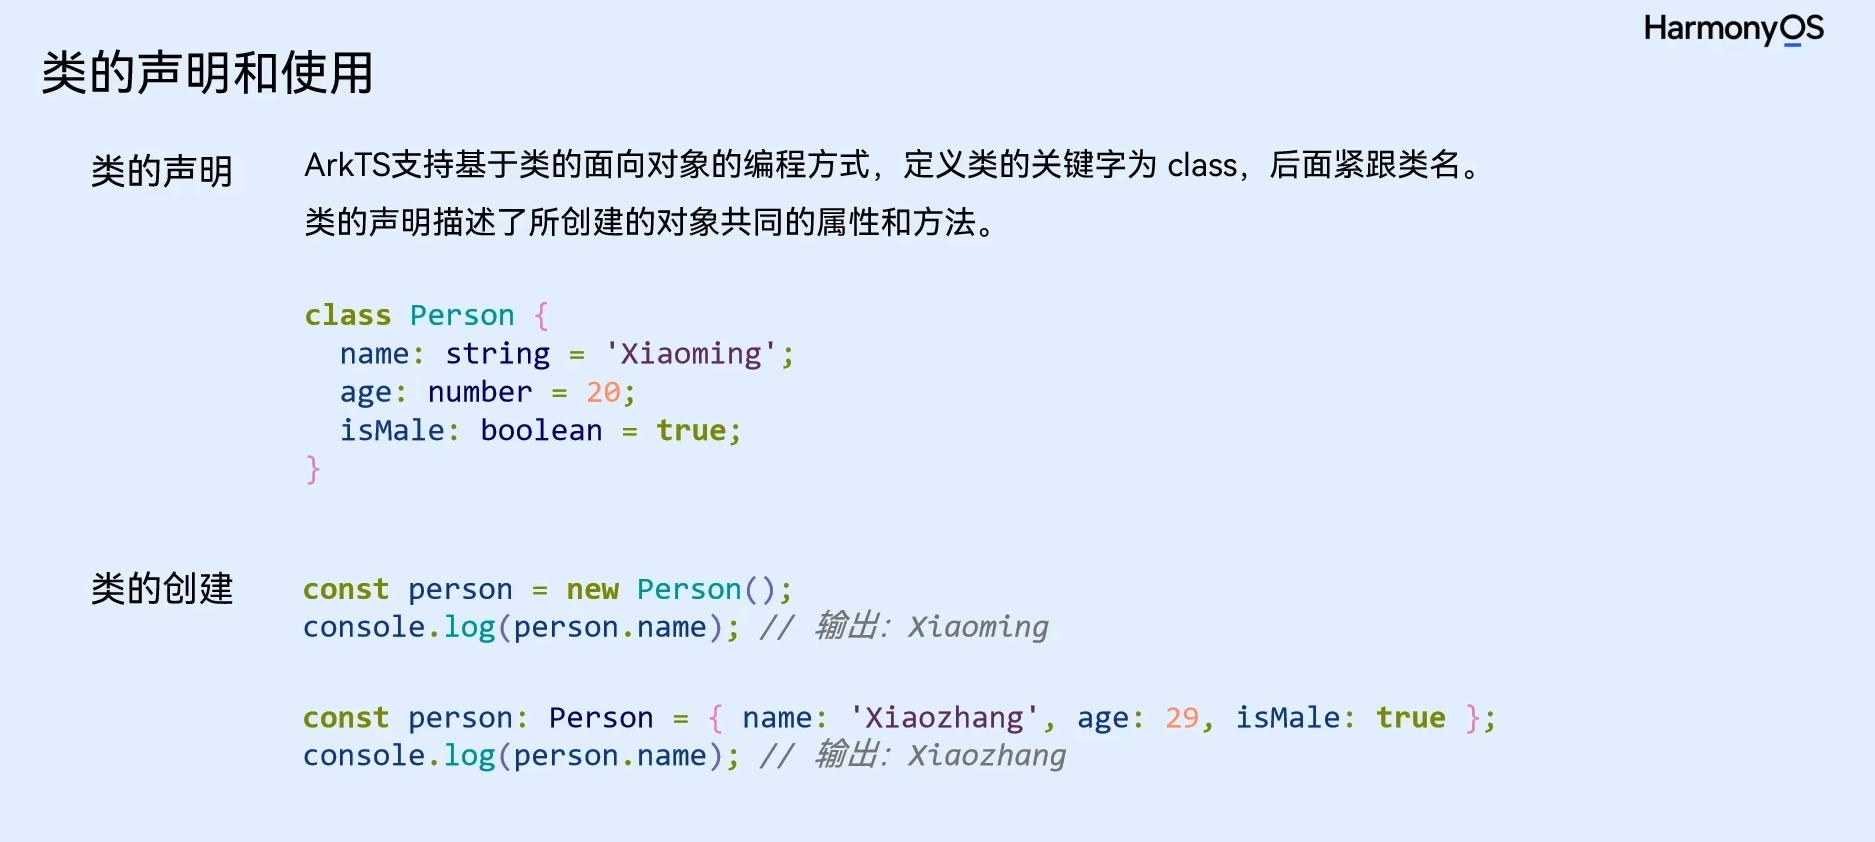 HarmonyOS
类的声明和使用
类的声明
ArkTS支持基于类的面向对象的编程方式，定义类的关键字为 class，后面紧跟类名。
类的声明描述了所创建的对象共同的属性和方法。
class Person {
  name: string = 'Xiaoming';
  age: number = 20;
  isMale: boolean = true;
}
类的创建
const person = new Person();
console.log(person.name); // 输出：Xiaoming
const person: Person = { name: 'Xiaozhang', age: 29, isMale: true };
console.log(person.name); // 输出：Xiaozhang